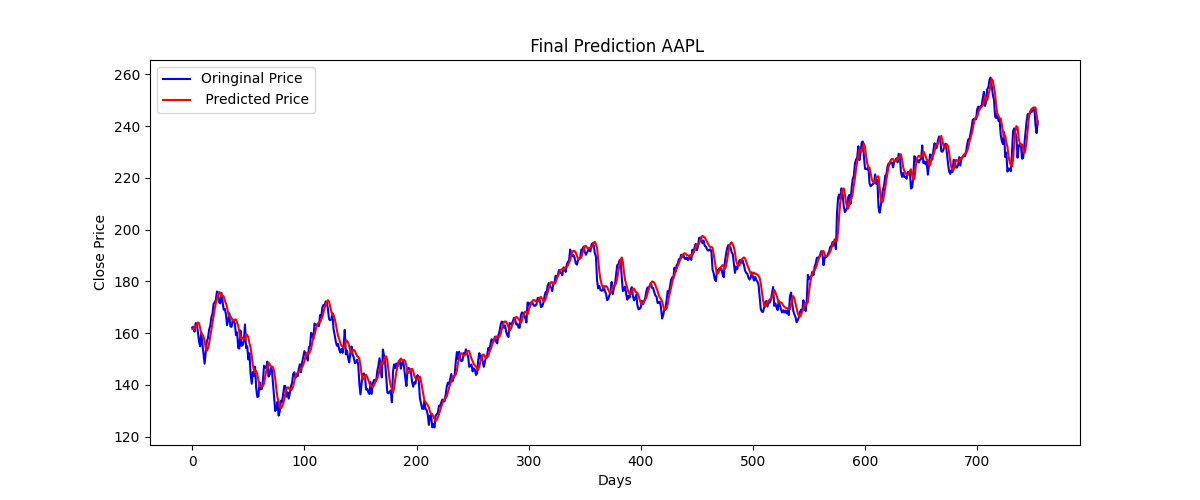 Final Prediction AAPL
Oringinal Price
Predicted Price
260
240
220
200
180
160
140
120
Close Price
0 100 200 300 400 500 600 700
Days